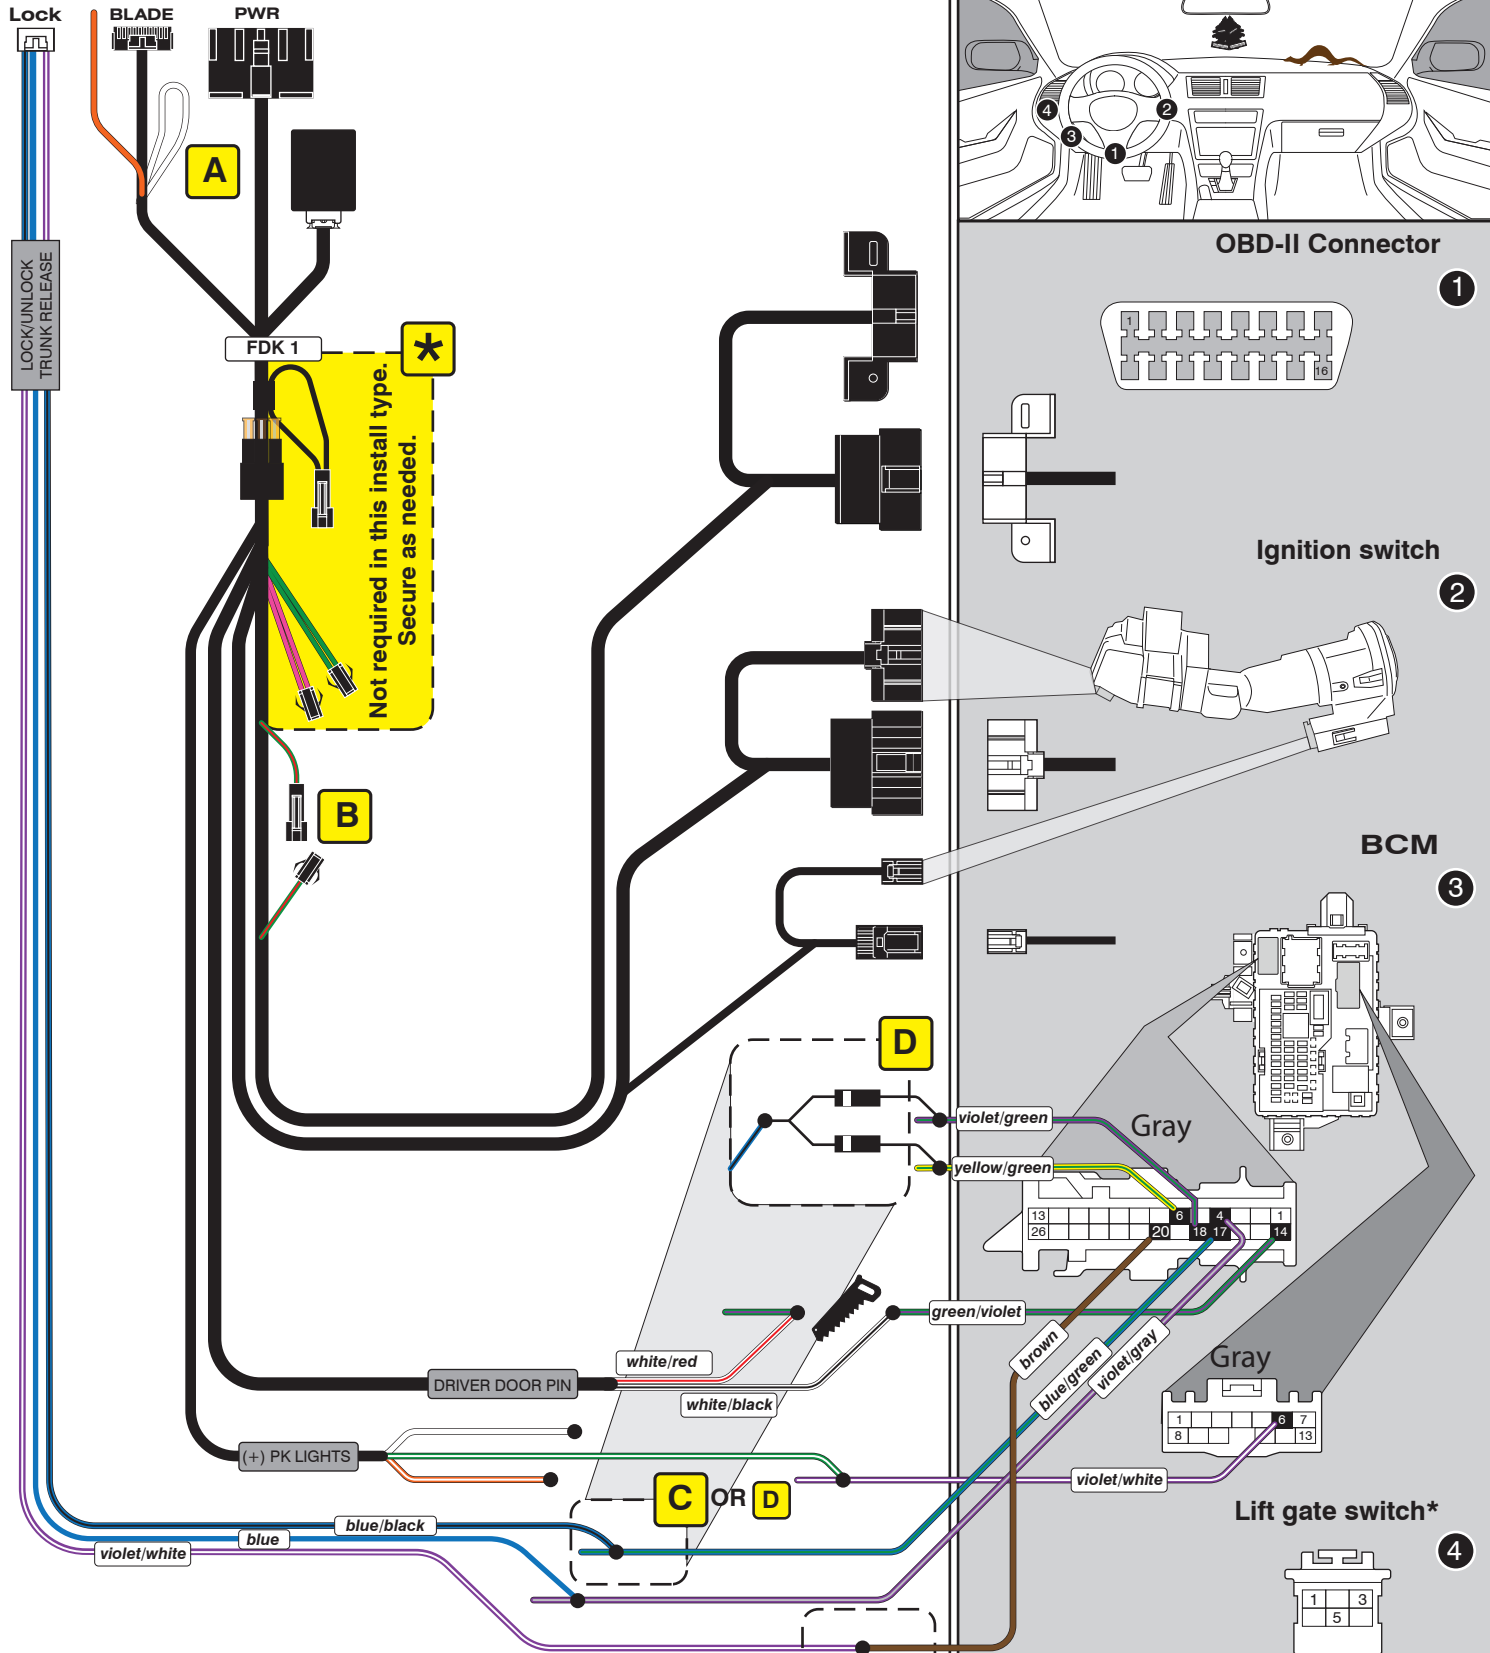 Lock
BLADE
PWR
A
LOCK/UNLOCK
TRUNK RELEASE
FDK 1
*
Not required in this install type.
Secure as needed.
B
4
3
2
1
OBD-II Connector
1
1
16
Ignition switch
2
BCM
3
D
violet/green
yellow/green
Gray
13
6
4
1
26
20
18
17
14
green/violet
white/red
DRIVER DOOR PIN
white/black
brown
blue/green
violet/gray
Gray
1
6
7
8
13
(+) PK LIGHTS
violet/white
C OR D
Lift gate switch*
4
blue/black
blue
violet/white
1
3
5